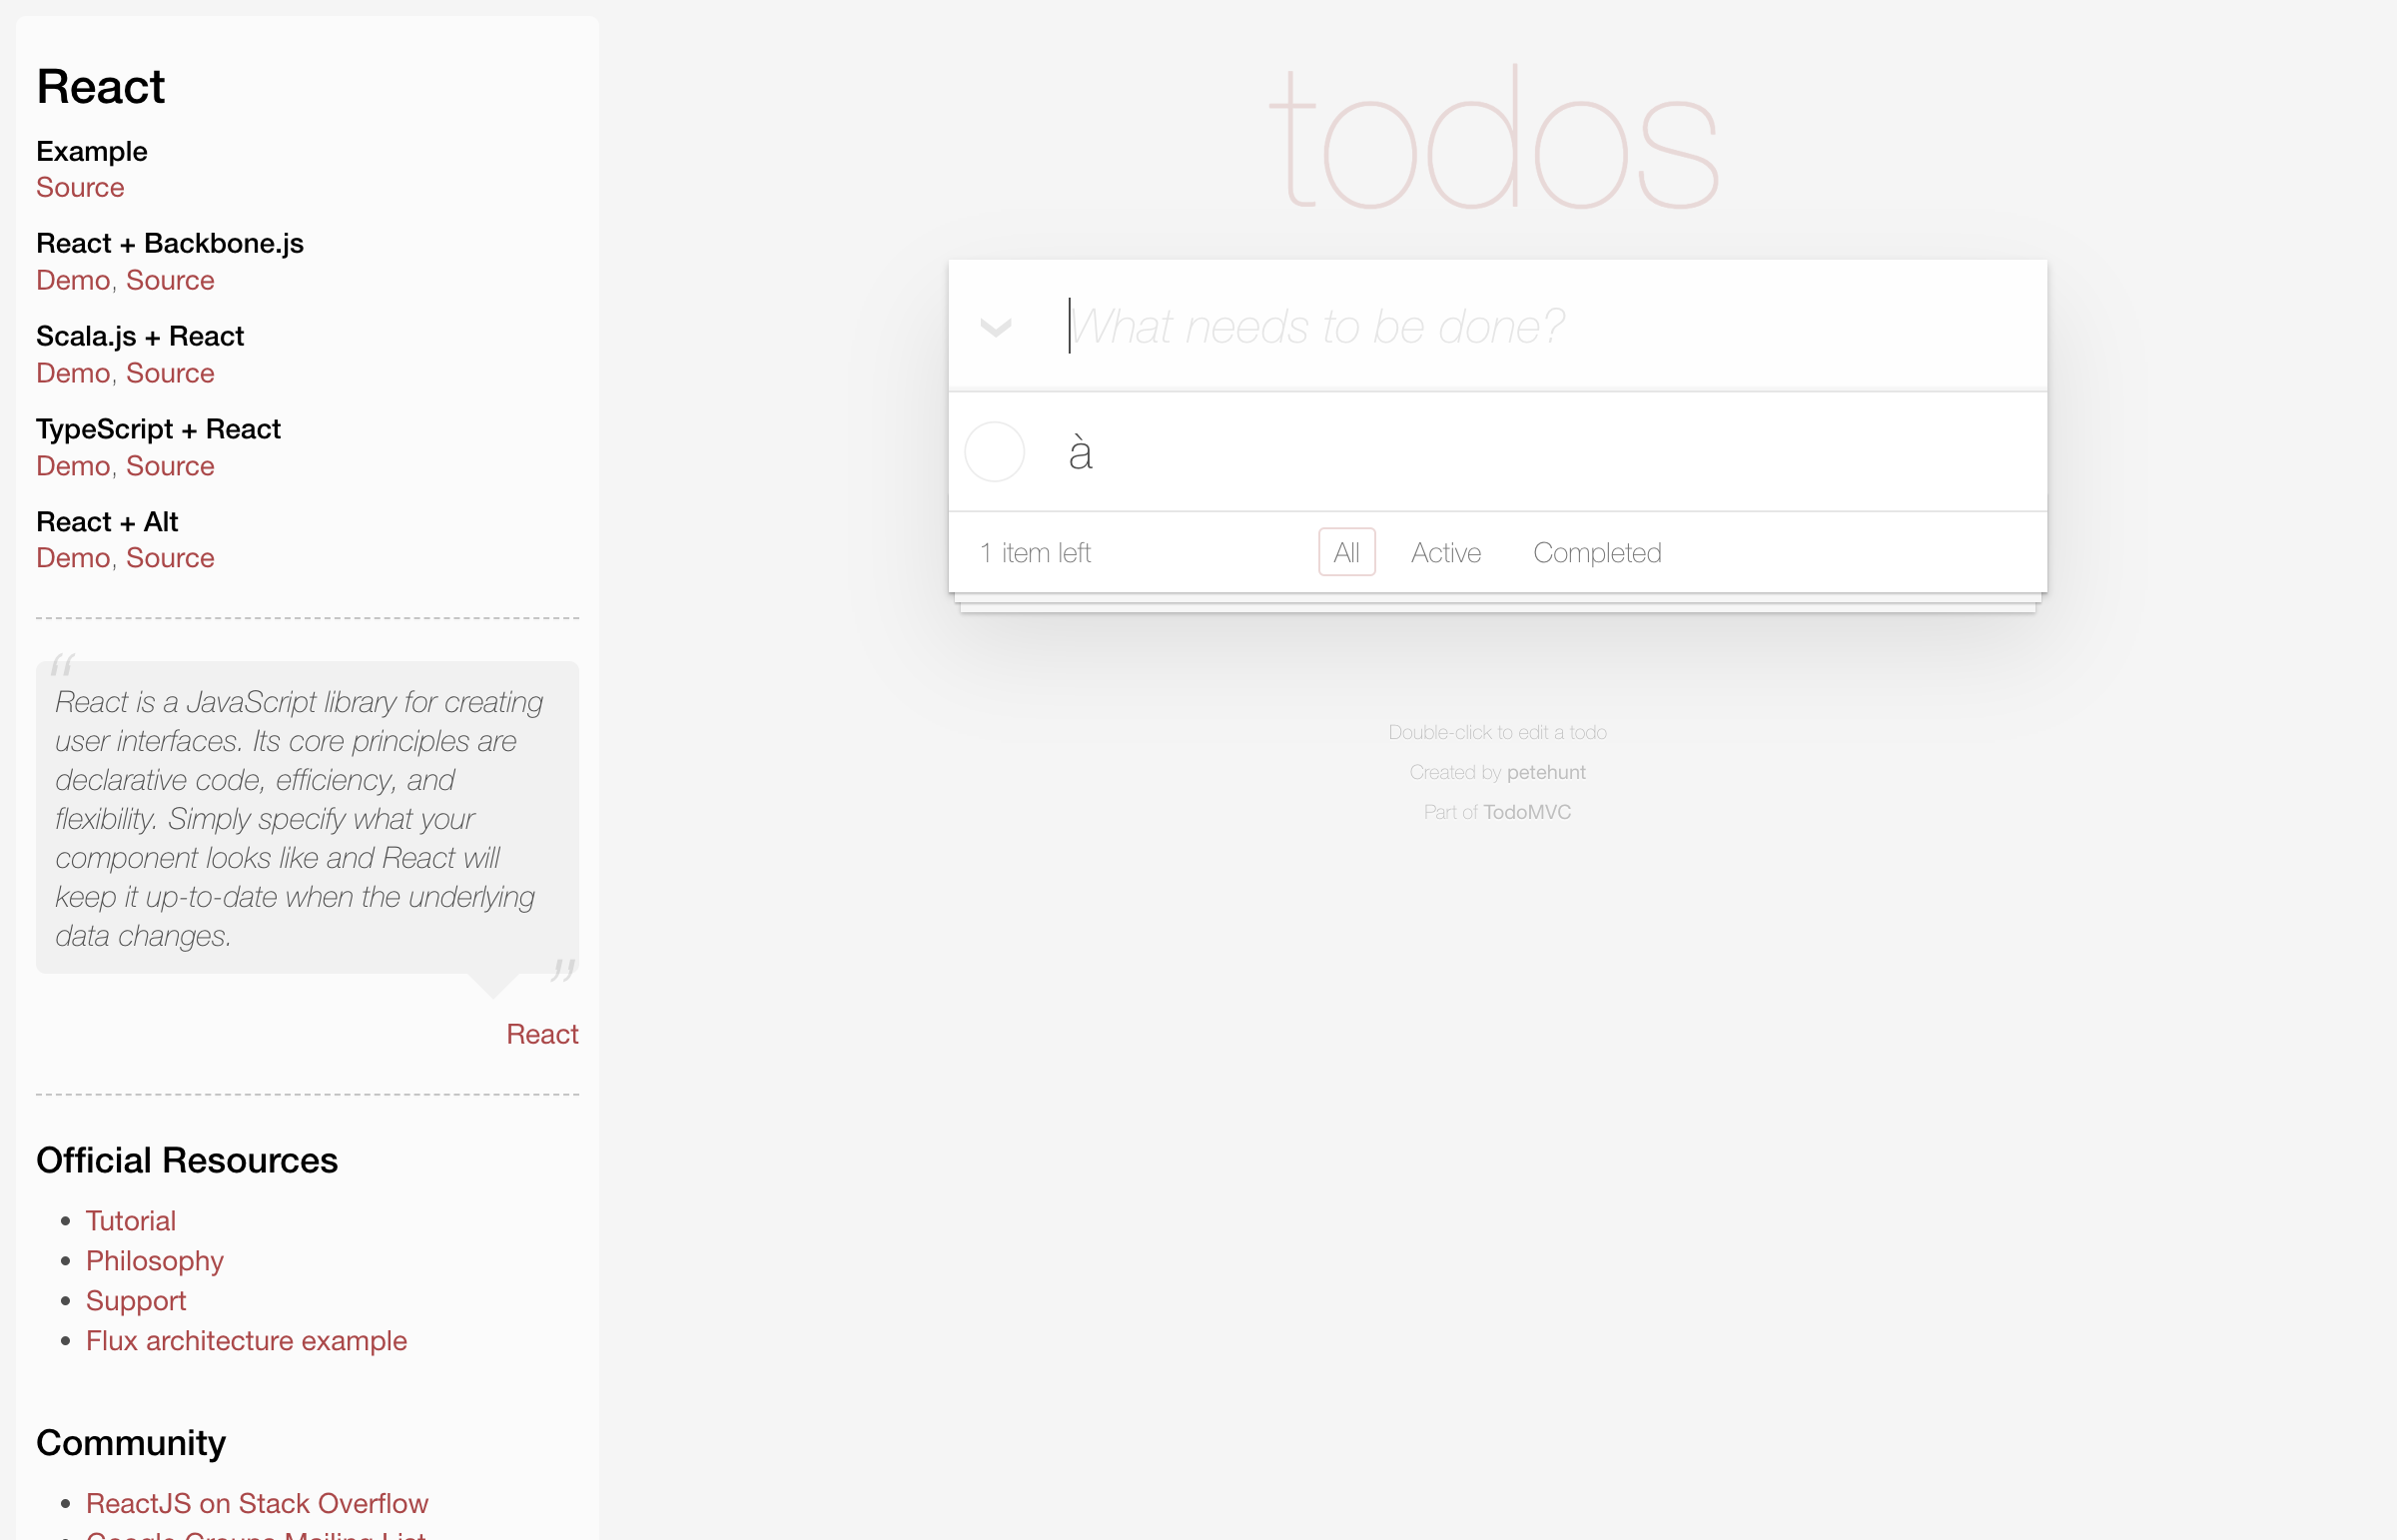 React
Example
Source
React + Backbone.js
Demo, Source
Scala.js + React
Demo, Source
TypeScript + React
Demo, Source
React + Alt
Demo, Source
“
React is a JavaScript library for creating
user interfaces. Its core principles are
declarative code, efficiency, and
flexibility. Simply specify what your
component looks like and React will
keep it up-to-date when the underlying
data changes.
”
React
Official Resources
• Tutorial
• Philosophy
• Support
• Flux architecture example
Community
• ReactJS on Stack Overflow
• Google Groups Mailing List
todos
What needs to be done?
à
1 item left All Active Completed
Double-click to edit a todo
Created by petehunt
Part of TodoMVC